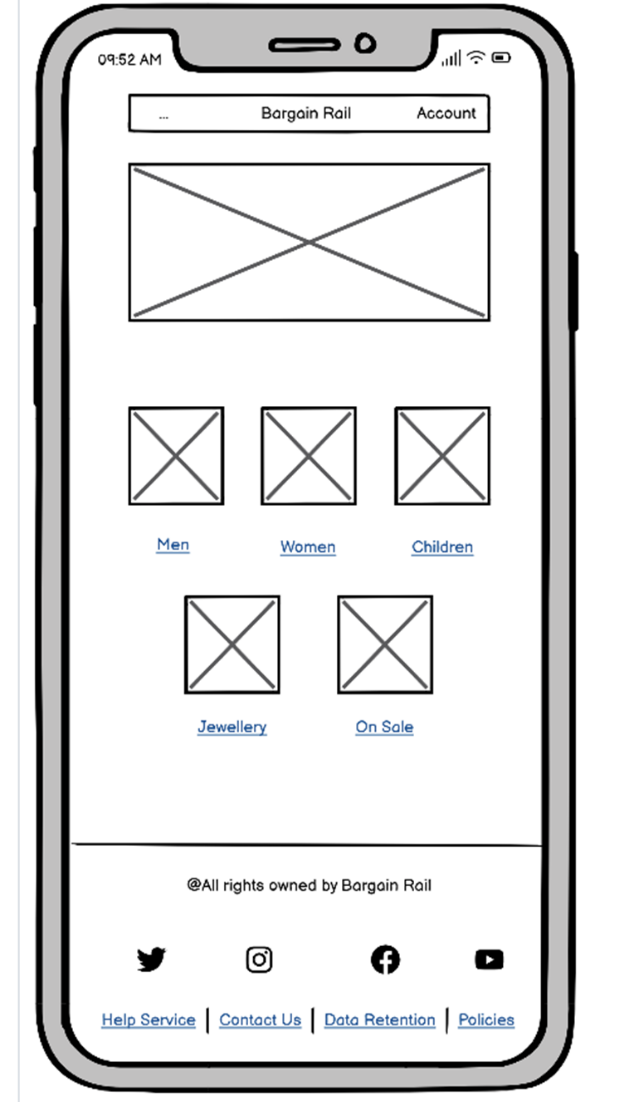 09:52 AM
... Bargain Rail Account
Men Women Children
Jewellery On Sale
@All rights owned by Bargain Rail
Help Service | Contact Us | Data Retention | Policies